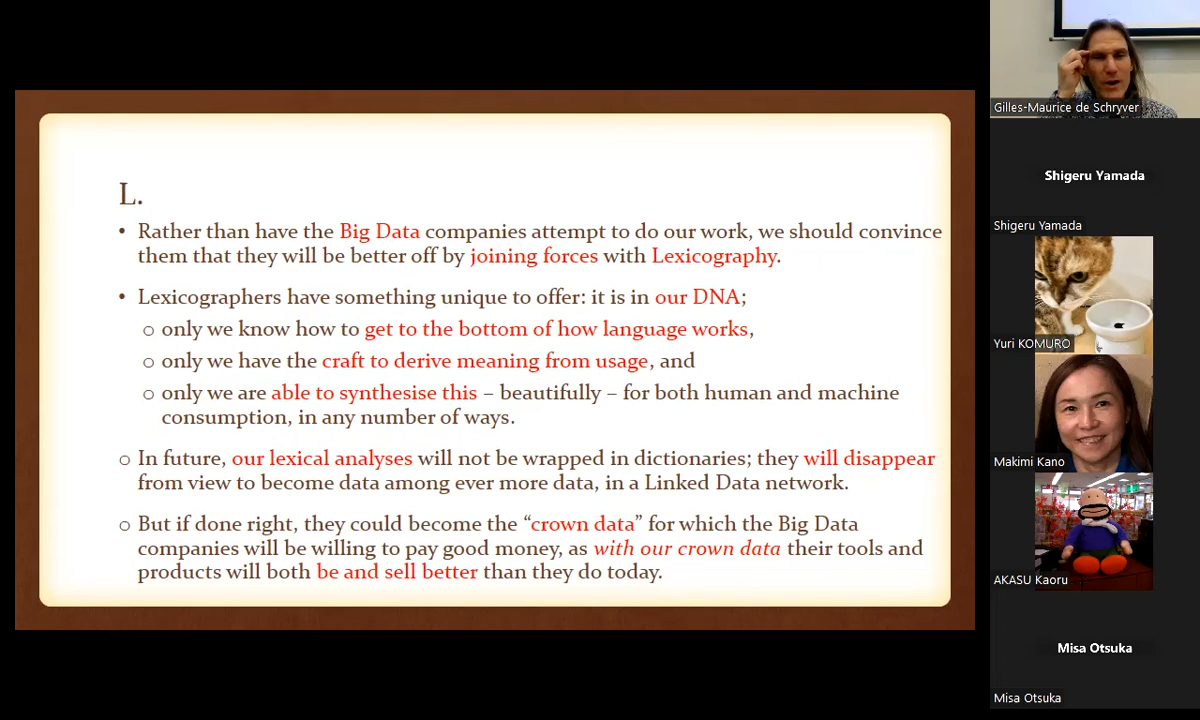 L.
• Rather than have the Big Data companies attempt to do our work, we should convince
them that they will be better off by joining forces with Lexicography.
• Lexicographers have something unique to offer: it is in our DNA;
o only we know how to get to the bottom of how language works,
o only we have the craft to derive meaning from usage, and
o only we are able to synthesise this – beautifully – for both human and machine
consumption, in any number of ways.
o In future, our lexical analyses will not be wrapped in dictionaries; they will disappear
from view to become data among ever more data, in a Linked Data network.
o But if done right, they could become the “crown data” for which the Big Data
companies will be willing to pay good money, as with our crown data their tools and
products will both be and sell better than they do today.
Gilles-Maurice de Schryver
Shigeru Yamada
Shigeru Yamada
Yuri KOMURO
Makimi Kano
AKASU Kaoru
Misa Otsuka
Misa Otsuka